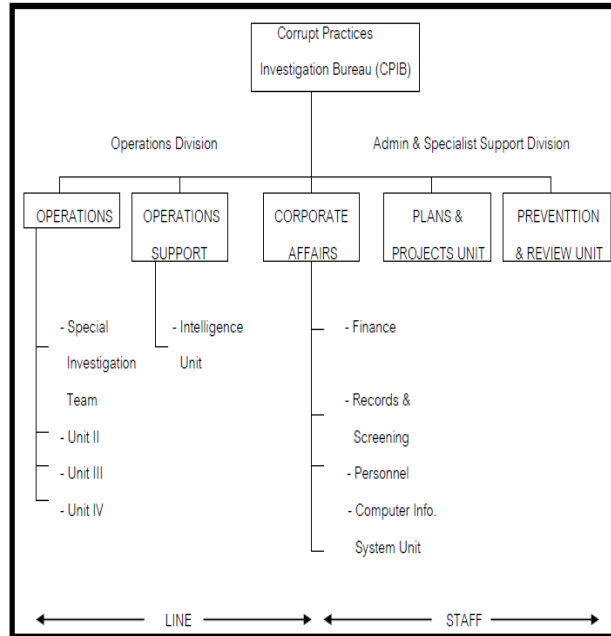 Corrupt Practices
Investigation Bureau (CPIB)
Operations Division
Admin & Specialist Support Division
OPERATIONS
OPERATIONS
SUPPORT
CORPORATE
AFFAIRS
PLANS &
PROJECTS UNIT
PREVENTTION
& REVIEW UNIT
- Special
Investigation
Team
- Unit II
- Unit III
- Unit IV
- Intelligence
Unit
- Finance
- Records &
Screening
- Personnel
- Computer Info.
System Unit
LINE
STAFF